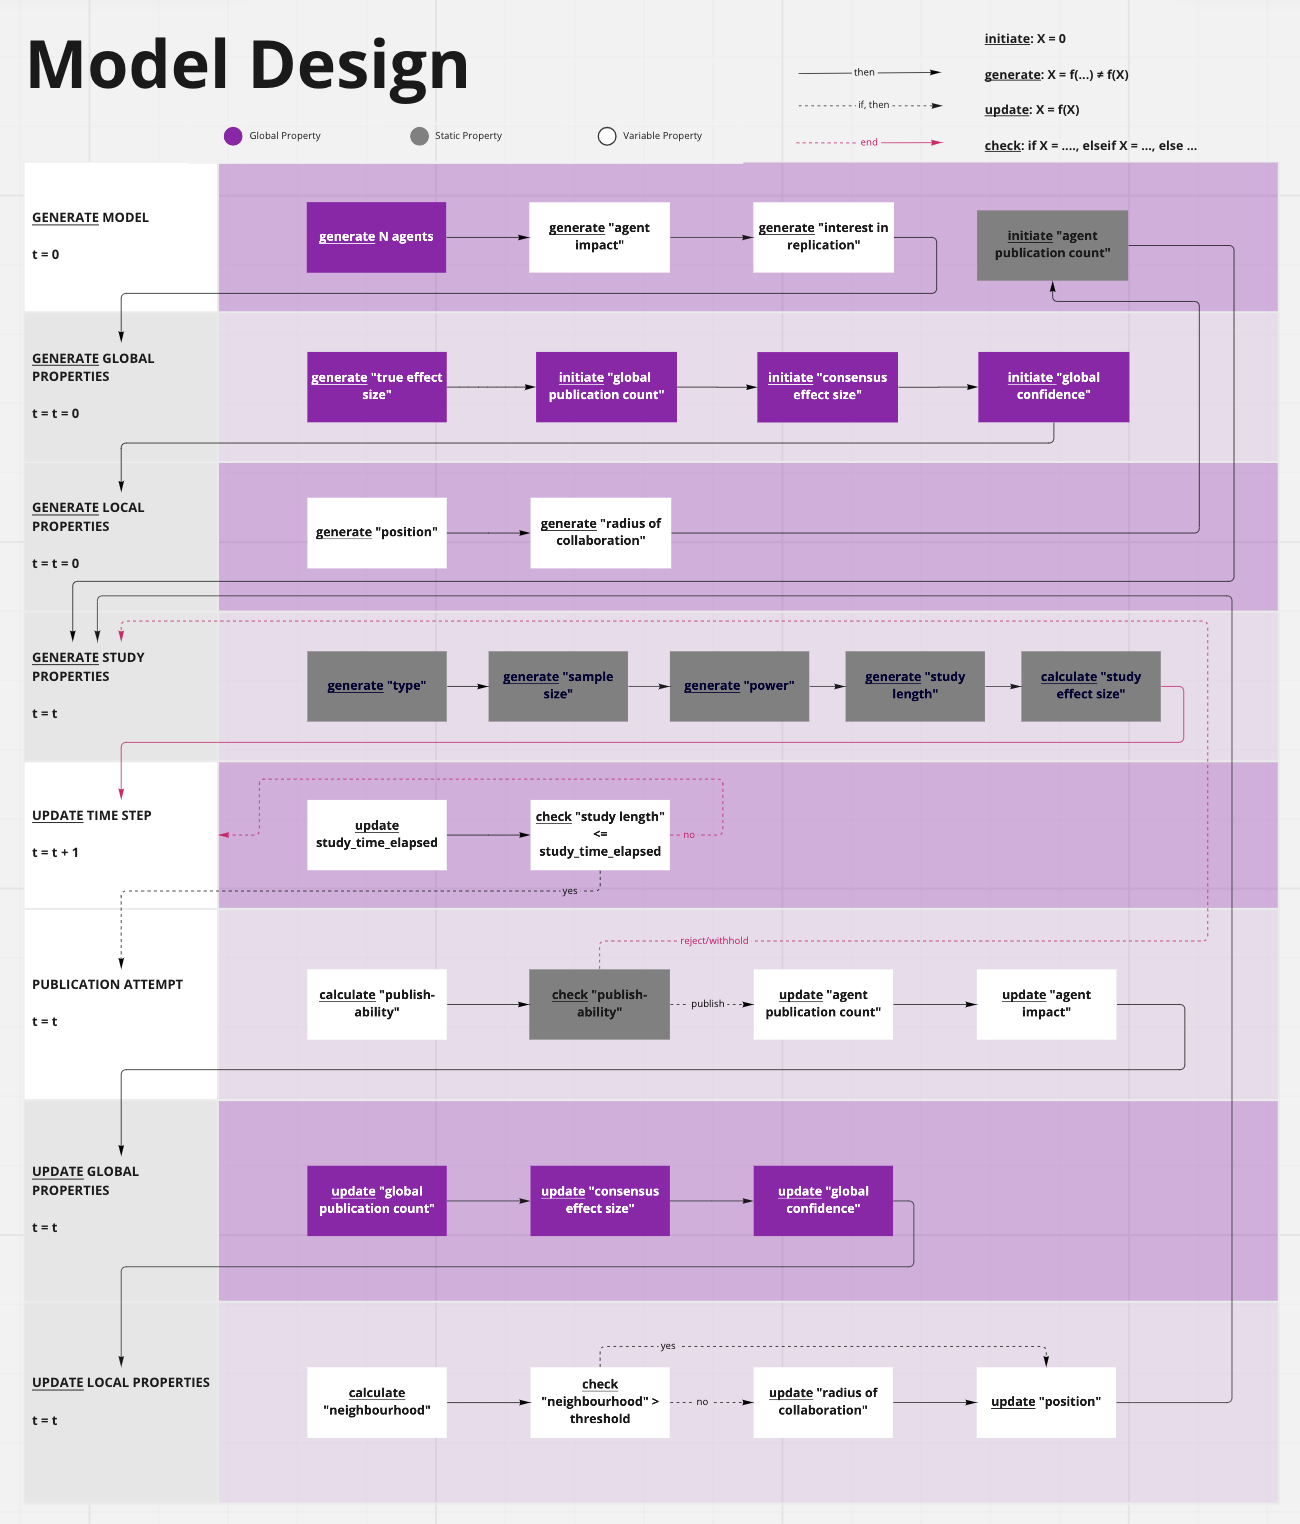 Model Design
initiate: X = 0
then
generate: X = f(...) ≠ f(X)
if, then
update: X = f(X)
Global Property
Static Property
Variable Property
end
check: if X = ...., elseif X = ..., else ...
GENERATE MODEL
t = 0
generate N agents
generate "agent
impact"
generate "interest in
replication"
initiate "agent
publication count"
GENERATE GLOBAL
PROPERTIES
t = t = 0
generate "true effect
size"
initiate "global
publication count"
initiate "consensus
effect size"
initiate "global
confidence"
GENERATE LOCAL
PROPERTIES
t = t = 0
generate "position"
generate "radius of
collaboration"
GENERATE STUDY
PROPERTIES
t = t
generate "type"
generate "sample
size"
generate "power"
generate "study
length"
calculate "study
effect size"
UPDATE TIME STEP
t = t + 1
update
study_time_elapsed
check "study length"
<=
study_time_elapsed
no
yes
PUBLICATION ATTEMPT
t = t
reject/withhold
calculate "publish-
ability"
check "publish-
ability"
publish
update "agent
publication count"
update "agent
impact"
UPDATE GLOBAL
PROPERTIES
t = t
update "global
publication count"
update "consensus
effect size"
update "global
confidence"
UPDATE LOCAL PROPERTIES
t = t
yes
calculate
"neighbourhood"
check
"neighbourhood" >
threshold
no
update "radius of
collaboration"
update "position"